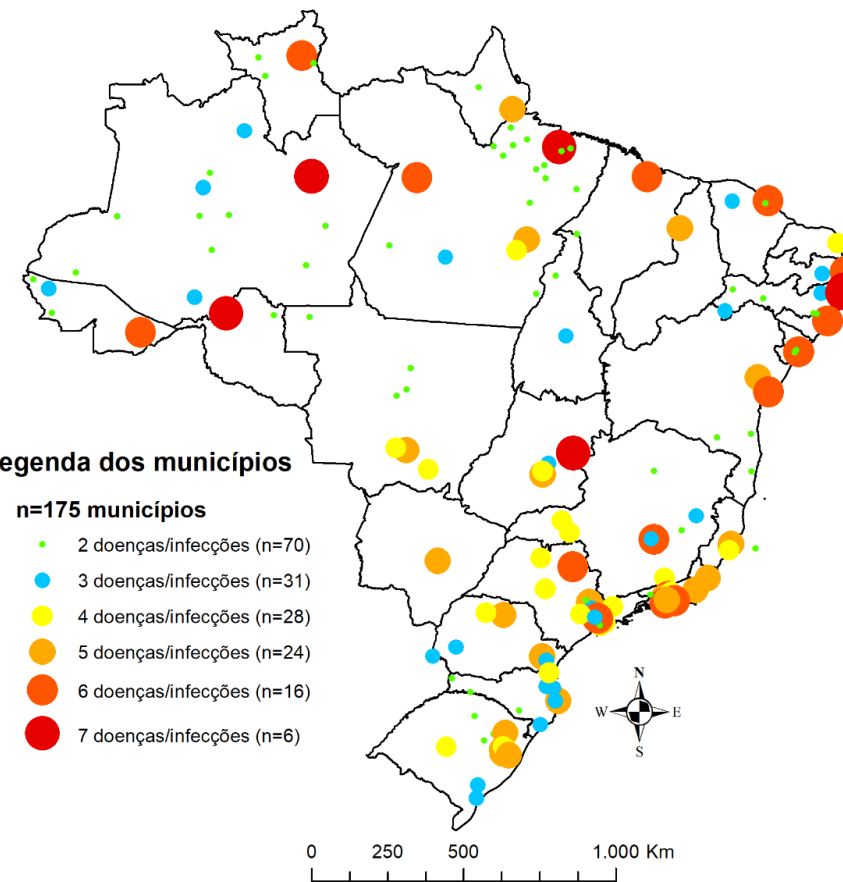 egenda dos municípios
n=175 municípios
2 doenças/infecções (n=70)
3 doenças/infecções (n=31)
4 doenças/infecções (n=28)
5 doenças/infecções (n=24)
6 doenças/infecções (n=16)
7 doenças/infecções (n=6)
N
W E
S
0 250 500 1.000 Km